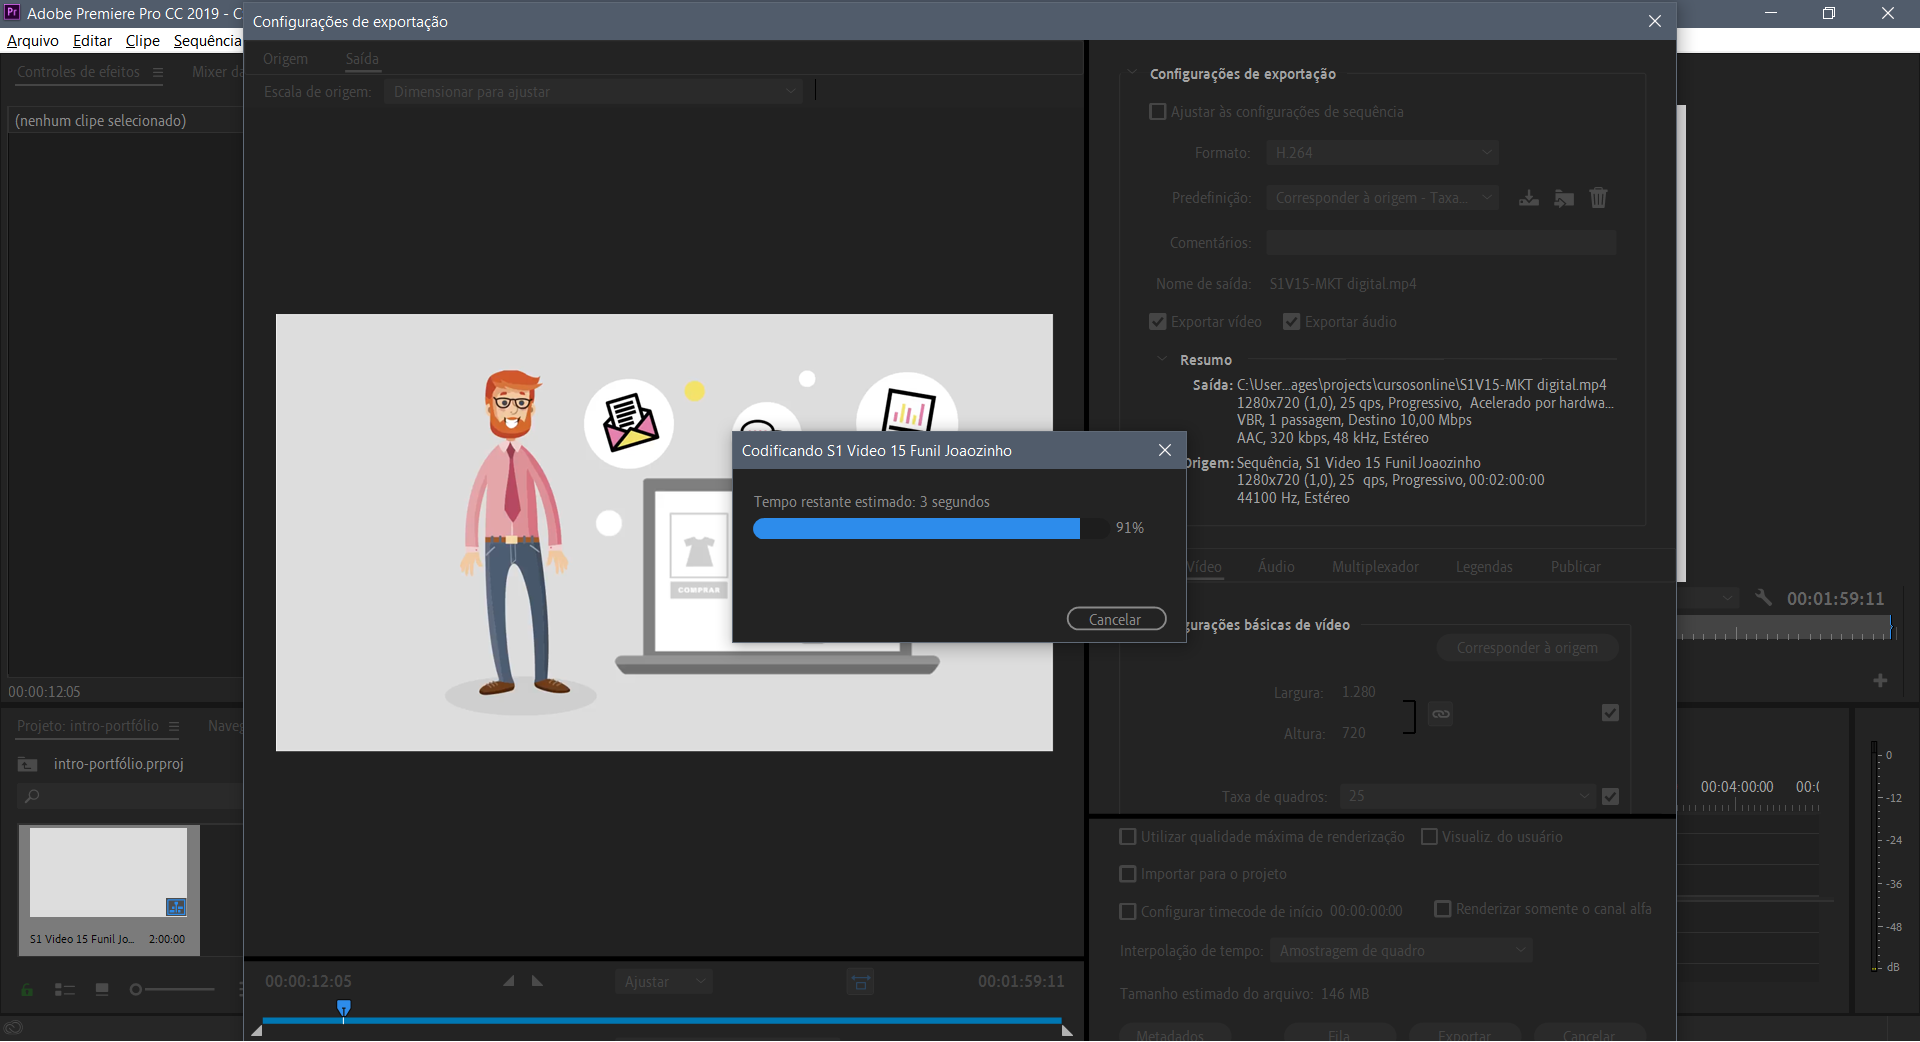 Pr Adobe Premiere Pro CC 2019 - C
Configurações de exportação
Arquivo Editar Clipe Sequência
Controles de efeitos Mixer da
(nenhum clipe selecionado)
00:00:12:05
Projeto: intro-portfólio Naveg
intro-portfólio.prproj
S1 Video 15 Funil Jo... 2:00:00
Origem Saída
Escala de origem: Dimensionar para ajustar
COMPRAR
Codificando S1 Video 15 Funil Joaozinho
Tempo restante estimado: 3 segundos
91%
Cancelar
00:00:12:05 Ajustar 00:01:59:11
Configurações de exportação
Ajustar às configurações de sequência
Formato: H.264
Predefinição: Corresponder à origem - Taxa...
Comentários:
Nome de saída: S1V15-MKT digital.mp4
Exportar vídeo Exportar áudio
Resumo
Saída: C:\User...ages\projects\cursosonline\S1V15-MKT digital.mp4
1280x720 (1,0), 25 qps, Progressivo, Acelerado por hardwa...
VBR, 1 passagem, Destino 10,00 Mbps
AAC, 320 kbps, 48 kHz, Estéreo
Origem: Sequência, S1 Video 15 Funil Joaozinho
1280x720 (1,0), 25 qps, Progressivo, 00:02:00:00
44100 Hz, Estéreo
Vídeo Áudio Multiplexador Legendas Publicar
gurações básicas de vídeo
Corresponder à origem
Largura: 1.280
Altura: 720
Taxa de quadros: 25
Utilizar qualidade máxima de renderização Visualiz. do usuário
Importar para o projeto
Configurar timecode de início 00:00:00:00 Renderizar somente o canal alfa
Interpolação de tempo: Amostragem de quadro
Tamanho estimado do arquivo: 146 MB
Metadados Fila Exportar Cancelar
00:01:59:11
00:04:00:00 00:0
0
-12
-24
-36
-48
dB